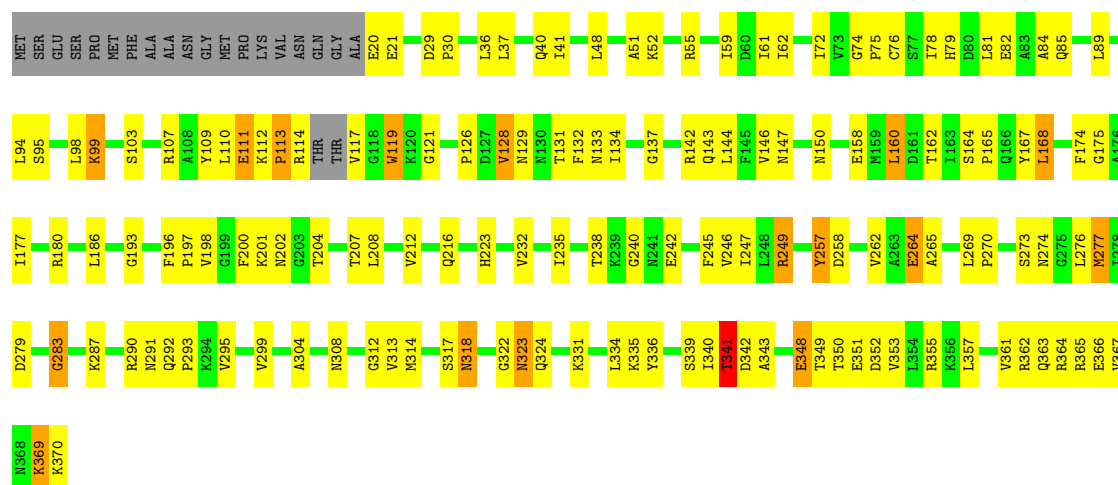 MET SER GLU SER PRO MET PHE ALA ALA ASN GLY MET PRO LYS VAL ASN GLN GLY ALA E20 E21 D29 P30 L36 L37 Q40 I41 L48 A51 K52 R55 I59 D60 I61 I62 I72 V73 G74 P75 C76 S77 I78 H79 D80 L81 E82 A83 A84 Q85 L89
L94 S95 L98 K99 S103 R107 A108 Y109 L110 E111 K112 P113 R114 THR THR V117 G118 W119 K120 G121 P126 D127 V128 N129 N130 T131 F132 N133 I134 G137 R142 Q143 L144 F145 V146 N147 N150 E158 M159 L160 D161 T162 I163 S164 P165 Q166 Y167 L168 F174 G175 A176
I177 R180 L186 G193 F196 P197 V198 G199 F200 K201 N202 G203 T204 T207 L208 V212 Q216 H223 V232 I235 T238 K239 G240 N241 E242 F245 V246 I247 L248 R249 Y257 D258 V262 A263 E264 A265 L269 P270 S273 N274 G275 L276 M277 I278
D279 G283 K287 R290 N291 Q292 P293 K294 V295 V299 A304 N308 G312 V313 M314 S317 N318 G322 N323 Q324 K331 L334 K335 Y336 S339 I340 T341 D342 A343 E348 T349 T350 E351 D352 V353 L354 R355 K356 L357 V361 R362 Q363 R364 R365 E366 V367
N368 K369 K370